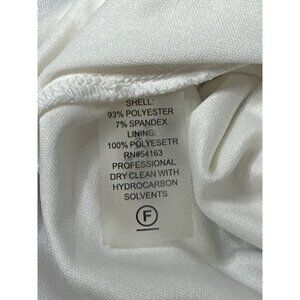 SHELL:
93% POLYESTER
7% SPANDEX
LINING:
100% POLYESETR
RN#54163
PROFESSIONAL
DRY CLEAN WITH
HYDROCARBON
SOLVENTS
F